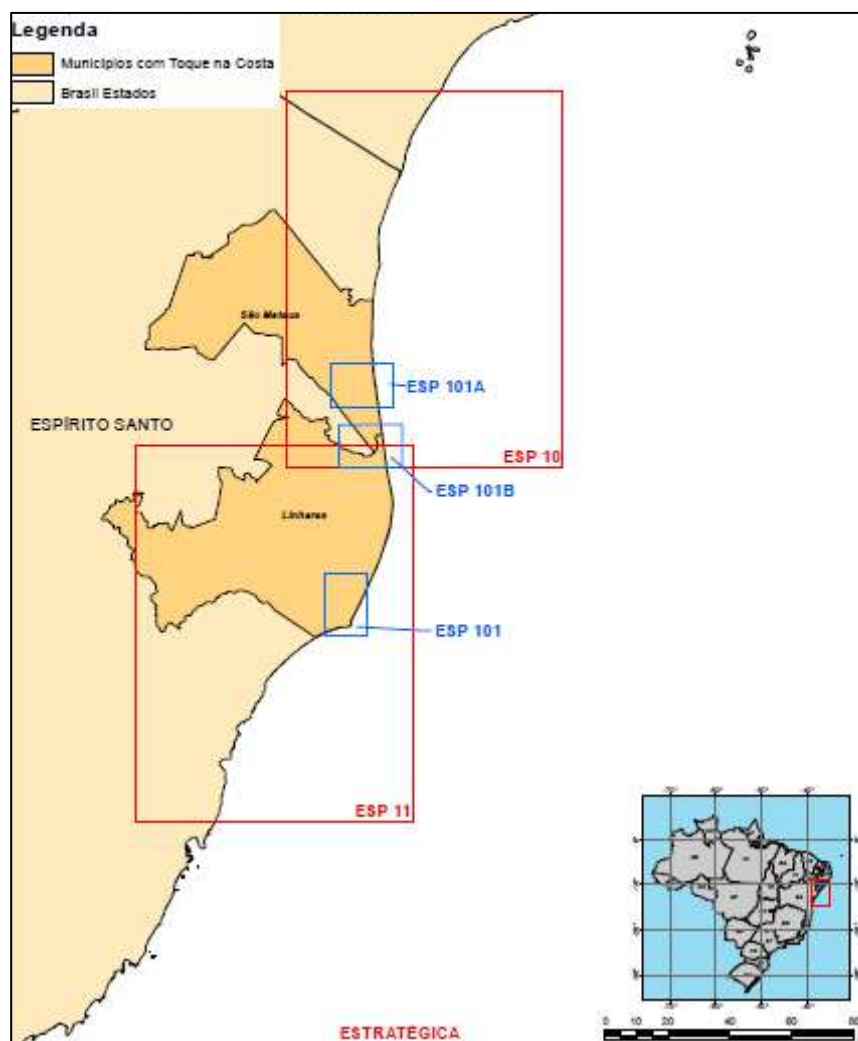 Legenda
Municípios com Toque na Costa
Brasil Estados
São Mateus
ESP 101A
ESPÍRITO SANTO
ESP 10
ESP 101B
Linhares
ESP 101
ESP 11
ESTRATÉGICA
0 10 20 40 60 80